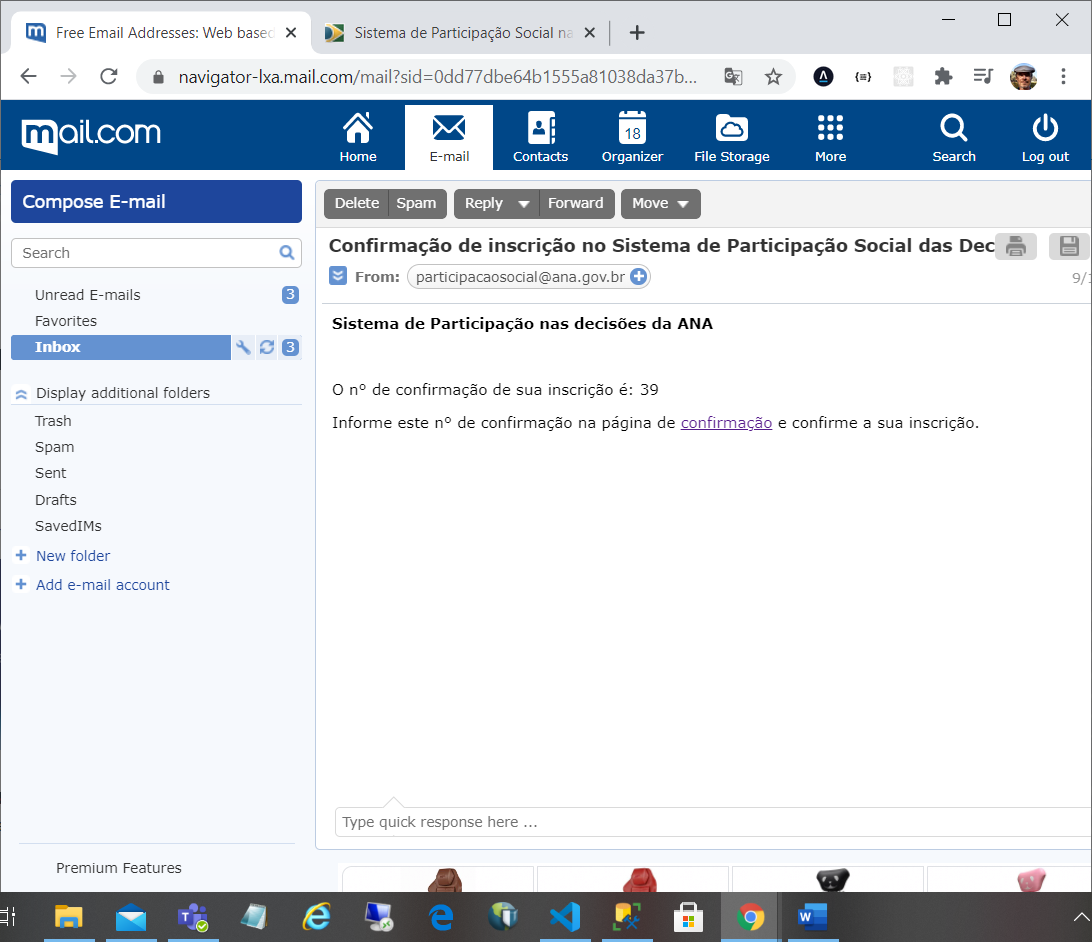 Free Email Addresses: Web based
Sistema de Participação Social na
navigator-lxa.mail.com/mail?sid=0dd77dbe64b1555a81038da37b...
mail.com
Home
E-mail
Contacts
18
Organizer
File Storage
More
Search
Log out
Compose E-mail
Delete Spam Reply Forward Move
Search
Confirmação de inscrição no Sistema de Participação Social das Dec
From: participacaosocial@ana.gov.br
9/1
Unread E-mails 3
Favorites
Inbox 3
Display additional folders
Trash
Spam
Sent
Drafts
SavedIMs
New folder
Add e-mail account
Sistema de Participação nas decisões da ANA
O nº de confirmação de sua inscrição é: 39
Informe este nº de confirmação na página de confirmação e confirme a sua inscrição.
Type quick response here ...
Premium Features